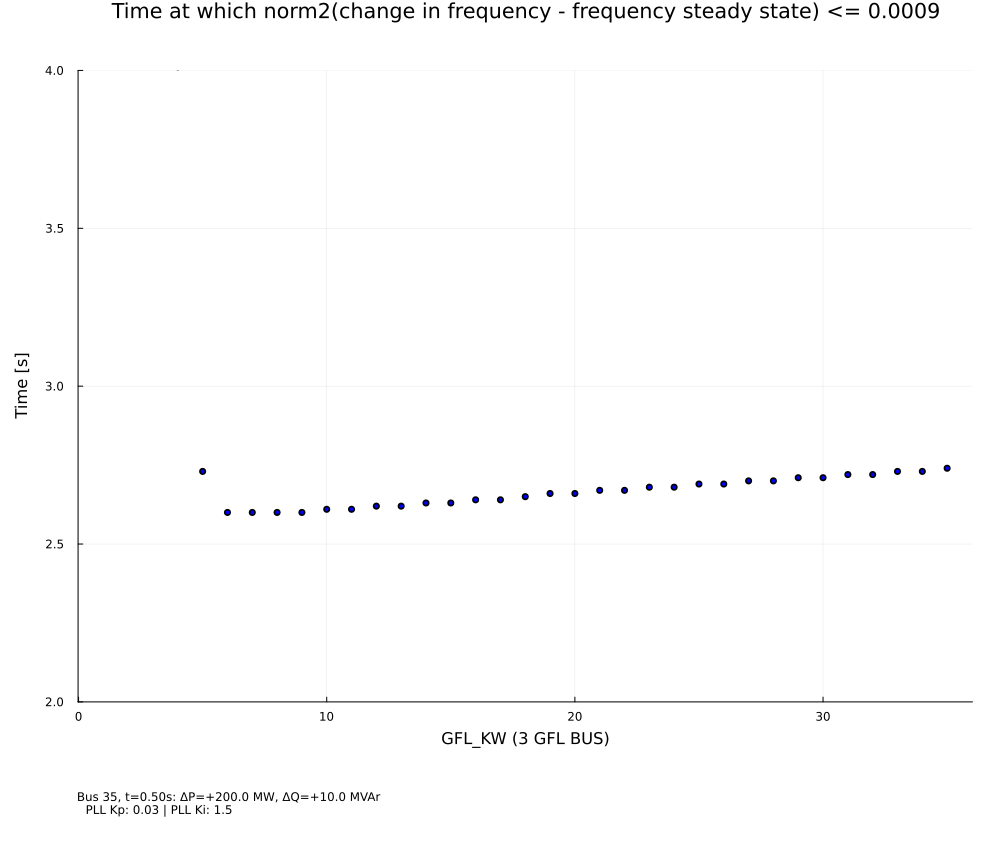 Time at which norm2(change in frequency - frequency steady state) <= 0.0009
4.0
3.5
3.0
2.5
2.0
Time [s]
0 10 20 30
GFL_KW (3 GFL BUS)
Bus 35, t=0.50s: ΔP=+200.0 MW, ΔQ=+10.0 MVAr
PLL Kp: 0.03 | PLL Ki: 1.5